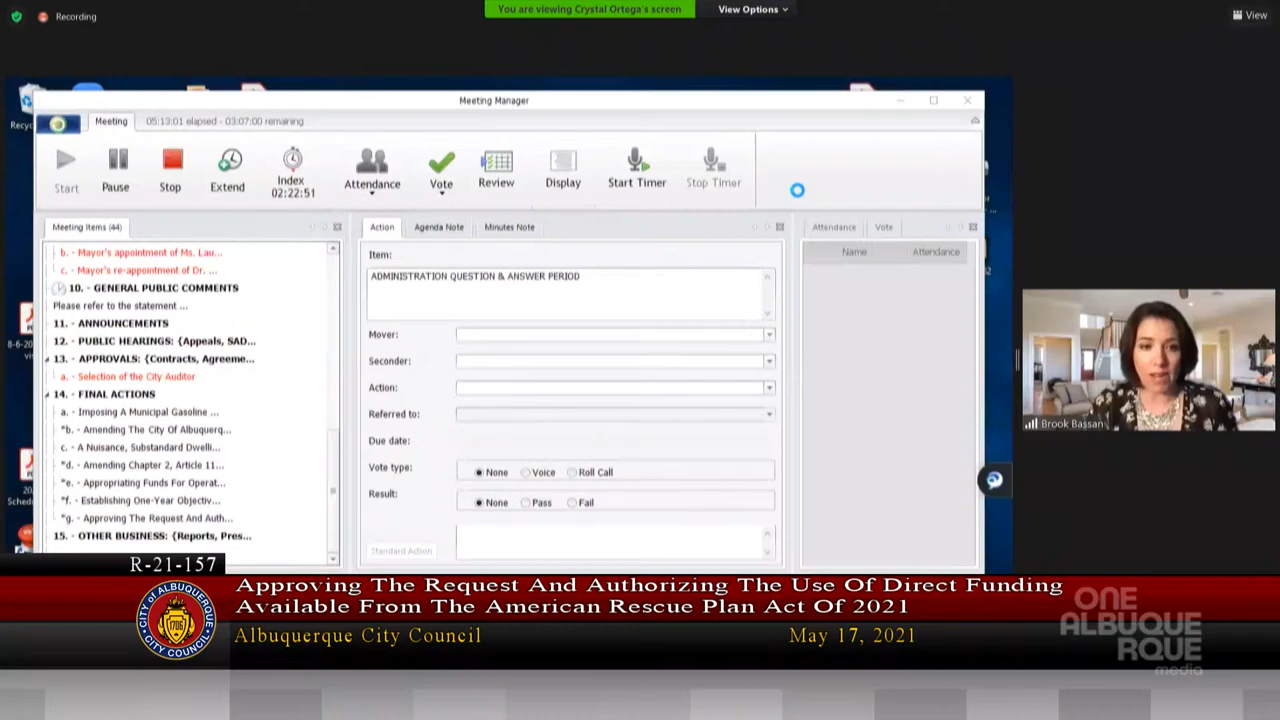 Recording
You are viewing Crystal Ortega's screen
View Options
View
Meeting Manager
Meeting
05:13:01 elapsed - 03:07:00 remaining
Start
Pause
Stop
Extend
Index
02:22:51
Attendance
Vote
Review
Display
Start Timer
Stop Timer
Meeting Items (44)
b. - Mayor's appointment of Ms. Lau...
c. - Mayor's re-appointment of Dr. ...
10. - GENERAL PUBLIC COMMENTS
Please refer to the statement ...
11. - ANNOUNCEMENTS
12. - PUBLIC HEARINGS: {Appeals, SAD...
13. - APPROVALS: {Contracts, Agreeme...
a. - Selection of the City Auditor
14. - FINAL ACTIONS
a. - Imposing A Municipal Gasoline ...
*b. - Amending The City Of Albuquerq...
c. - A Nuisance, Substandard Dwelli...
*d. - Amending Chapter 2, Article 11...
*e. - Appropriating Funds For Operat...
*f. - Establishing One-Year Objectiv...
*g. - Approving The Request And Auth...
15. - OTHER BUSINESS: {Reports, Pres...
Action
Agenda Note
Minutes Note
Item:
ADMINISTRATION QUESTION & ANSWER PERIOD
Mover:
Seconder:
Action:
Referred to:
Due date:
Vote type:
None
Voice
Roll Call
Result:
None
Pass
Fail
Standard Action
Attendance
Vote
Name
Attendance
Brook Bassan
R-21-157
Approving The Request And Authorizing The Use Of Direct Funding
Available From The American Rescue Plan Act Of 2021
Albuquerque City Council
May 17, 2021
CITY OF ALBUQUERQUE
1706
CITY COUNCIL
ONE
ALBUQUE
RQUE
media